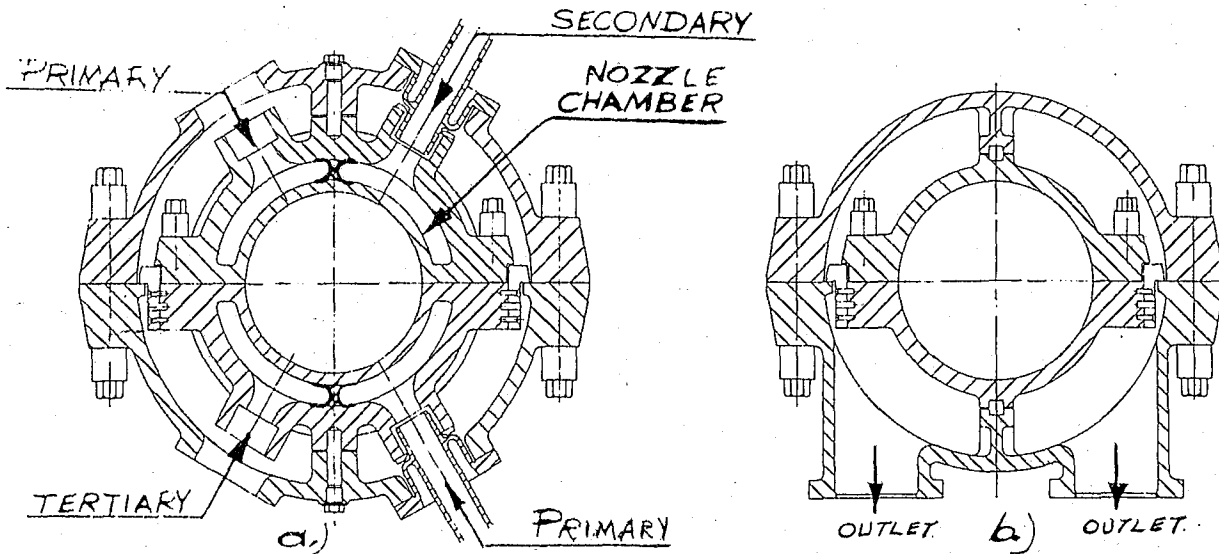 SECONDARY
PRIMARY
NOZZLE
CHAMBER
TERTIARY
a.)
PRIMARY
OUTLET.
b.)
OUTLET.